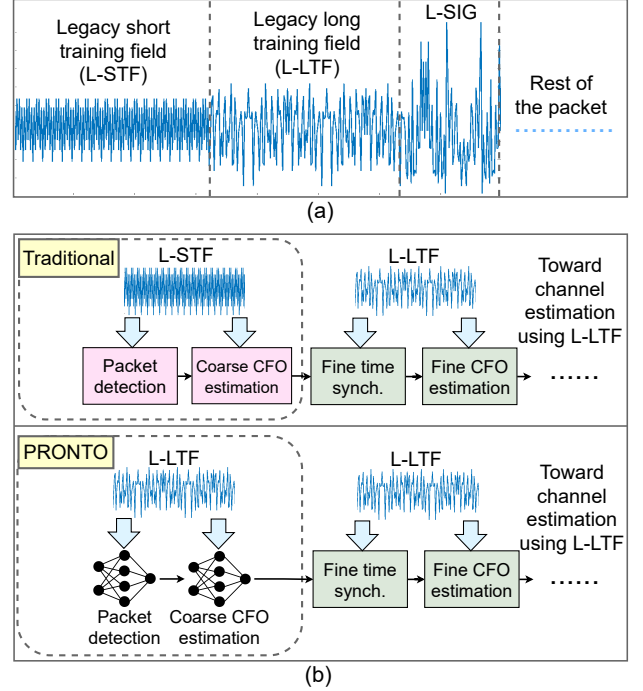 Legacy short
training field
(L-STF)
Legacy long
training field
(L-LTF)
L-SIG
Rest of
the packet
(a)
Traditional
L-STF
L-LTF
Toward
channel
estimation
using L-LTF
Packet
detection
Coarse CFO
estimation
Fine time
synch.
Fine CFO
estimation
......
PRONTO
L-LTF
L-LTF
Toward
channel
estimation
using L-LTF
Packet
detection
Coarse CFO
estimation
Fine time
synch.
Fine CFO
estimation
......
(b)